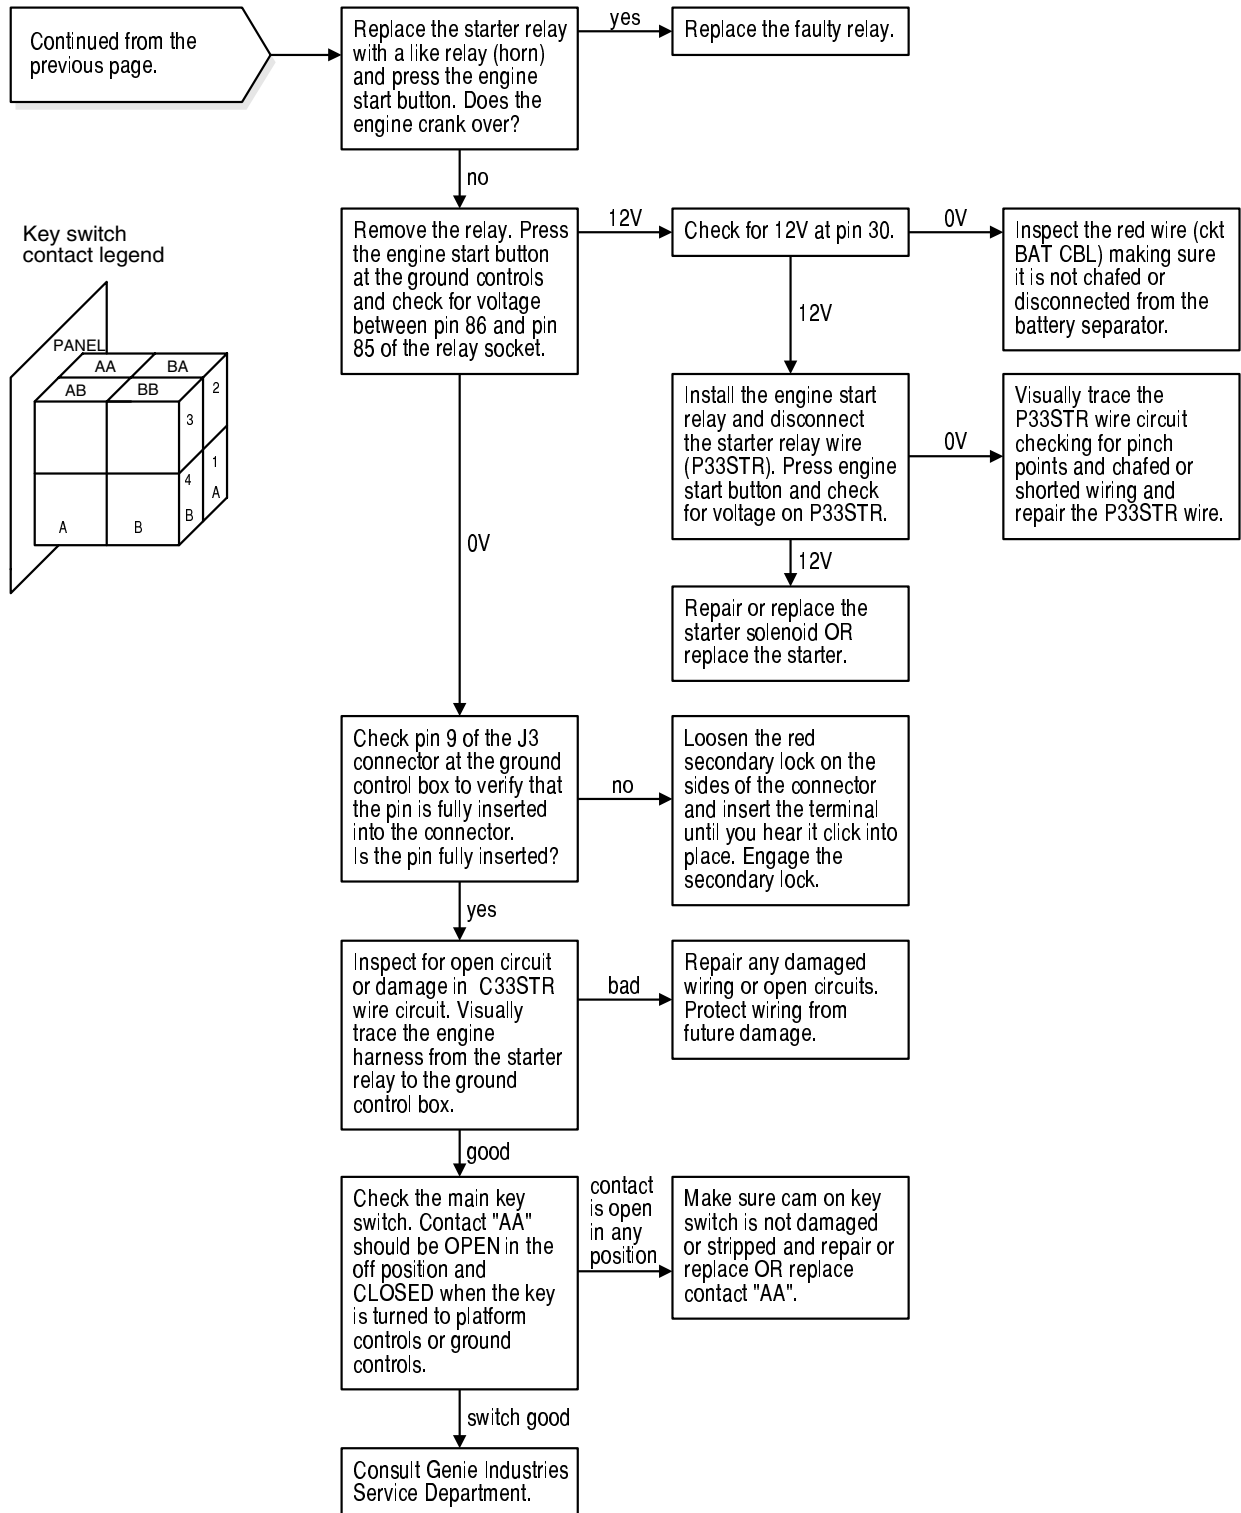 Continued from the
previous page.
Replace the starter relay
with a like relay (horn)
and press the engine
start button. Does the
engine crank over?
yes
Replace the faulty relay.
no
Key switch
contact legend
PANEL
AA
BA
AB
BB
2
3
1
4
A
B
A
B
Remove the relay. Press
the engine start button
at the ground controls
and check for voltage
between pin 86 and pin
85 of the relay socket.
12V
Check for 12V at pin 30.
0V
Inspect the red wire (ckt
BAT CBL) making sure
it is not chafed or
disconnected from the
battery separator.
12V
Install the engine start
relay and disconnect
the starter relay wire
(P33STR). Press engine
start button and check
for voltage on P33STR.
0V
Visually trace the
P33STR wire circuit
checking for pinch
points and chafed or
shorted wiring and
repair the P33STR wire.
12V
Repair or replace the
starter solenoid OR
replace the starter.
0V
Check pin 9 of the J3
connector at the ground
control box to verify that
the pin is fully inserted
into the connector.
Is the pin fully inserted?
no
Loosen the red
secondary lock on the
sides of the connector
and insert the terminal
until you hear it click into
place. Engage the
secondary lock.
yes
Inspect for open circuit
or damage in C33STR
wire circuit. Visually
trace the engine
harness from the starter
relay to the ground
control box.
bad
Repair any damaged
wiring or open circuits.
Protect wiring from
future damage.
good
Check the main key
switch. Contact "AA"
should be OPEN in the
off position and
CLOSED when the key
is turned to platform
controls or ground
controls.
contact
is open
in any
position
Make sure cam on key
switch is not damaged
or stripped and repair or
replace OR replace
contact "AA".
switch good
Consult Genie Industries
Service Department.